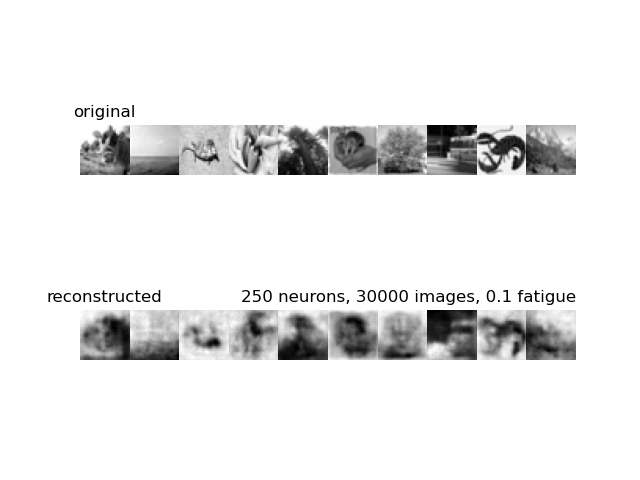 original
reconstructed
250 neurons, 30000 images, 0.1 fatigue